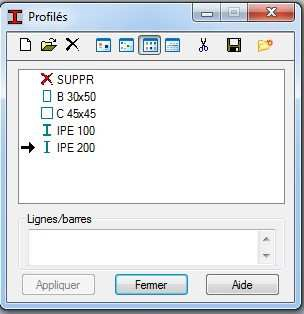 Profilés
SUPPR
B 30x50
C 45x45
IPE 100
IPE 200
Lignes/barres
Appliquer
Fermer
Aide